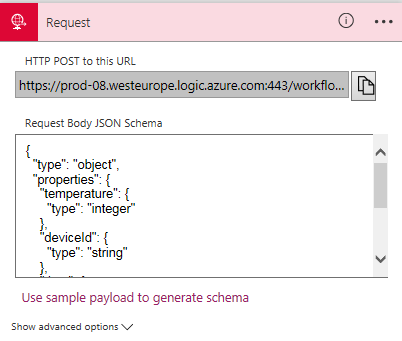 Request
HTTP POST to this URL
https://prod-08.westeurope.logic.azure.com:443/workflo...
Request Body JSON Schema
{
"type": "object",
"properties": {
"temperature": {
"type": "integer"
},
"deviceId": {
"type": "string"
},
Use sample payload to generate schema
Show advanced options